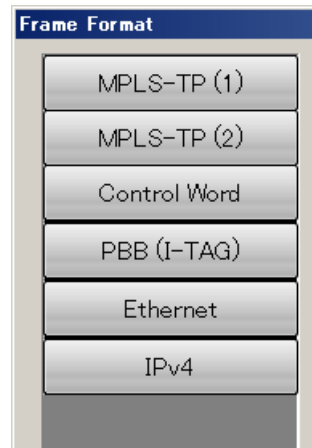 Frame Format
MPLS-TP (1)
MPLS-TP (2)
Control Word
PBB (I-TAG)
Ethernet
IPv4